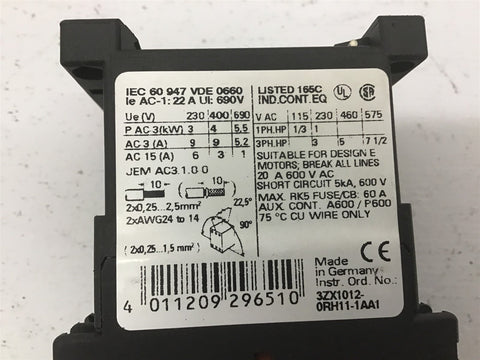 IEC 60 947 VDE 0660
Ie AC-1: 22 A Ui: 690V
Ue (V) 230 400 690
P AC 3(kW) 3 4 5.5
AC 3 (A) 9 9 5.2
AC 15 (A) 6 3 1
JEM AC3.1.0 0
10 10
2x0,25...2,5mm²
2xAWG24 to 14
22,5°
90°
(2x0,25...1,5 mm²)
4 011209 296510
LISTED 165C
IND.CONT.EQ
UL SA
V AC 115 230 460 575
1PH.HP 1/3 1
3PH.HP 3 5 7 1/2
SUITABLE FOR DESIGN E
MOTORS; BREAK ALL LINES
20 A 600 V AC
SHORT CIRCUIT 5kA, 600 V
MAX. RK5 FUSE/CB: 60 A
AUX. CONT. A600 / P600
75 °C CU WIRE ONLY
CE
Made
in Germany
Instr. Ord. No.:
3ZX1012-
0RH11-1AA1